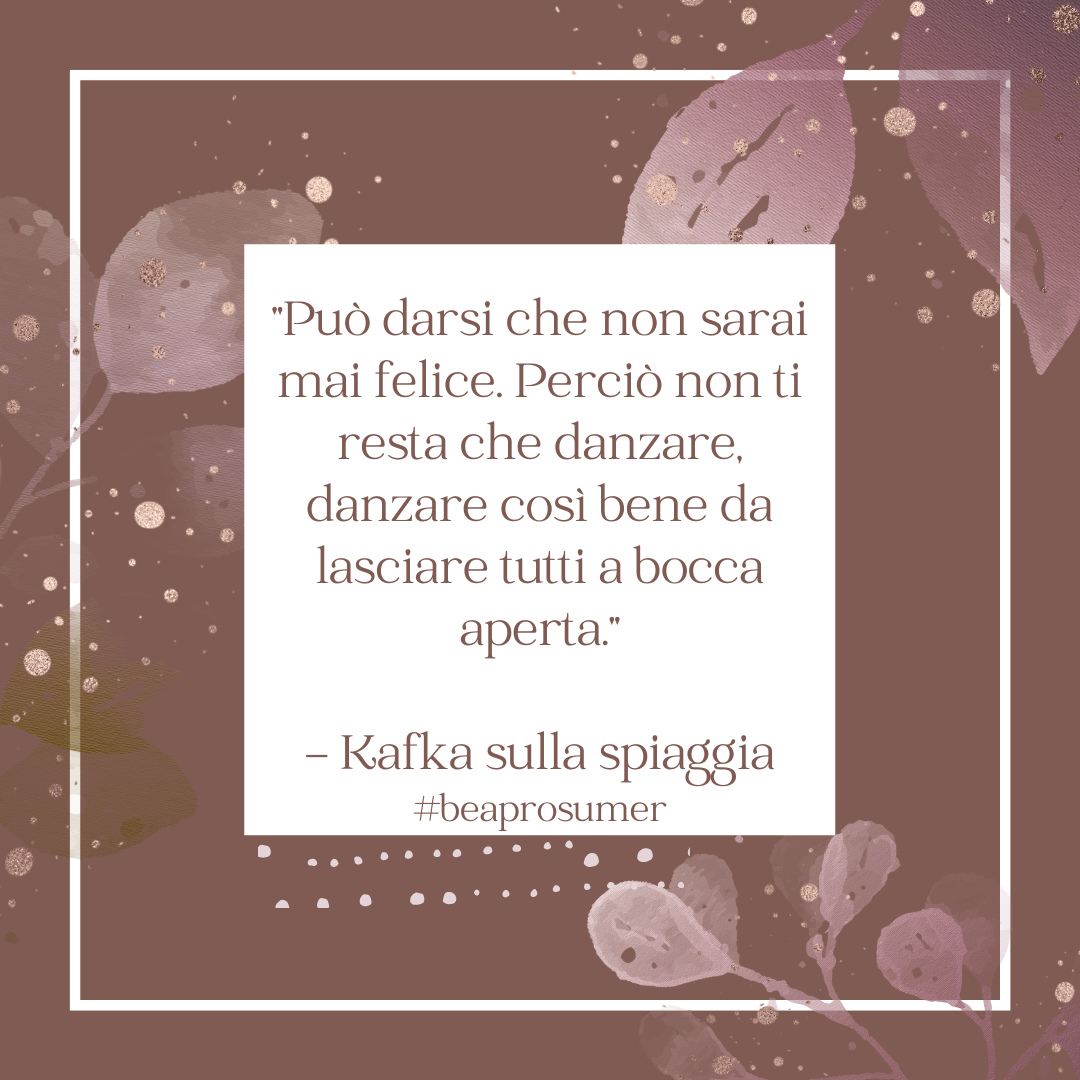 "Può darsi che non sarai
mai felice. Perciò non ti
resta che danzare,
danzare così bene da
lasciare tutti a bocca
aperta."
– Kafka sulla spiaggia
#beaprosumer